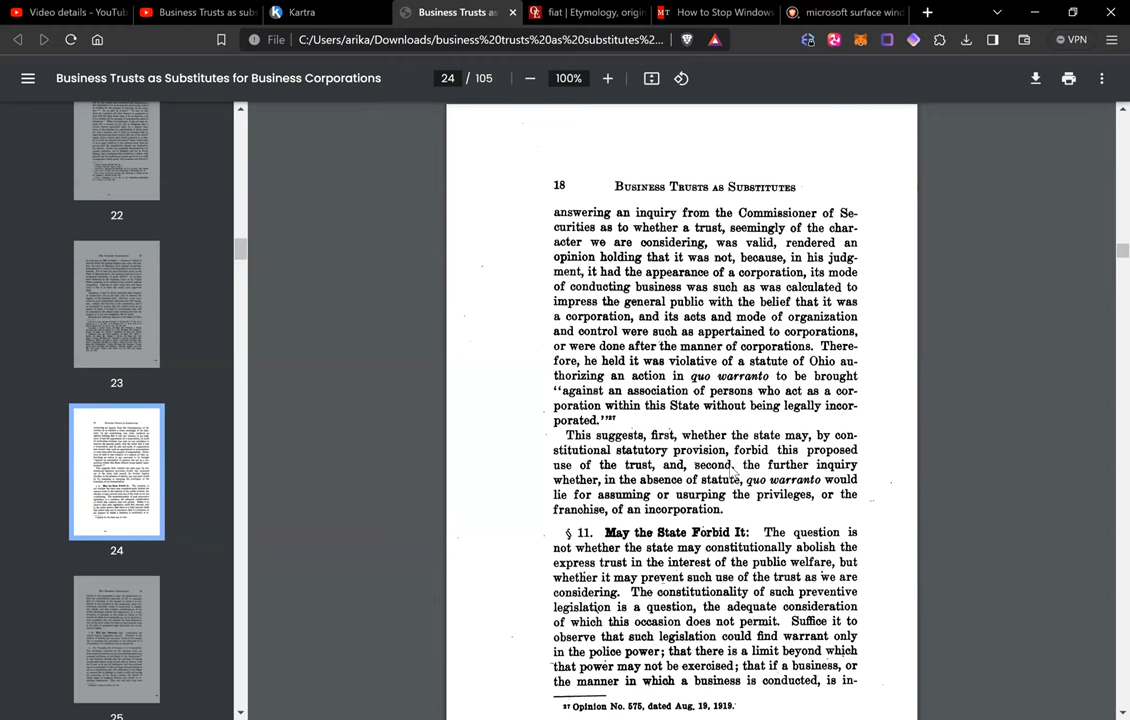 Video details - YouTub
Business Trusts as subs
Kartra
Business Trusts as
fiat | Etymology, origin
How to Stop Windows
microsoft surface wind
File
C:/Users/arika/Downloads/business%20trusts%20as%20substitutes%2...
VPN
Business Trusts as Substitutes for Business Corporations
24 / 105
100%
22
23
24
25
18 BUSINESS TRUSTS AS SUBSTITUTES
answering an inquiry from the Commissioner of Se-
curities as to whether a trust, seemingly of the char-
acter we are considering, was valid, rendered an
opinion holding that it was not, because, in his judg-
ment, it had the appearance of a corporation, its mode
of conducting business was such as was calculated to
impress the general public with the belief that it was
a corporation, and its acts and mode of organization
and control were such as appertained to corporations,
or were done after the manner of corporations. There-
fore, he held it was violative of a statute of Ohio au-
thorizing an action in quo warranto to be brought
“against an association of persons who act as a cor-
poration within this State without being legally incor-
porated.”27
This suggests, first, whether the state may, by con-
stitutional statutory provision, forbid this proposed
use of the trust, and, second, the further inquiry
whether, in the absence of statute, quo warranto would
lie for assuming or usurping the privileges, or the
franchise, of an incorporation.
§ 11. May the State Forbid It: The question is
not whether the state may constitutionally abolish the
express trust in the interest of the public welfare, but
whether it may prevent such use of the trust as we are
considering. The constitutionality of such preventive
legislation is a question, the adequate consideration
of which this occasion does not permit. Suffice it to
observe that such legislation could find warrant only
in the police power; that there is a limit beyond which
that power may not be exercised; that if a business, or
the manner in which a business is conducted, is in-
27 Opinion No. 575, dated Aug. 19, 1919.